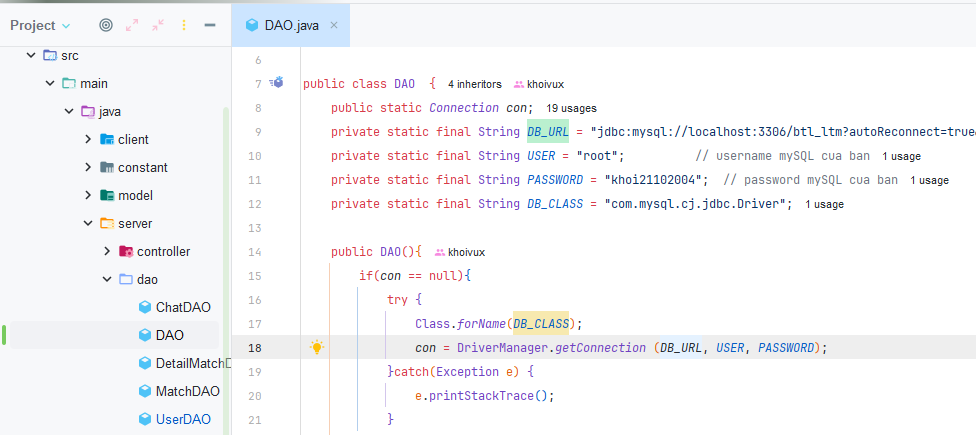 Project
DAO.java
src
main
java
client
constant
model
server
controller
dao
ChatDAO
DAO
DetailMatchD
MatchDAO
UserDAO
6
7 public class DAO { 4 inheritors khoivux
8 public static Connection con; 19 usages
9 private static final String DB_URL = "jdbc:mysql://localhost:3306/btl_ltm?autoReconnect=true&
10 private static final String USER = "root"; // username mySQL cua ban 1 usage
11 private static final String PASSWORD = "khoi21102004"; // password mySQL cua ban 1 usage
12 private static final String DB_CLASS = "com.mysql.cj.jdbc.Driver"; 1 usage
13
14 public DAO(){ khoivux
15 if(con == null){
16 try {
17 Class.forName(DB_CLASS);
18 con = DriverManager.getConnection (DB_URL, USER, PASSWORD);
19 }catch(Exception e) {
20 e.printStackTrace();
21 }